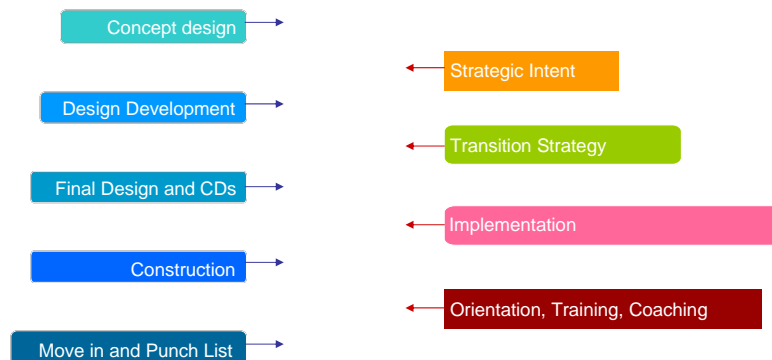 Concept design
Strategic Intent
Design Development
Transition Strategy
Final Design and CDs
Implementation
Construction
Orientation, Training, Coaching
Move in and Punch List